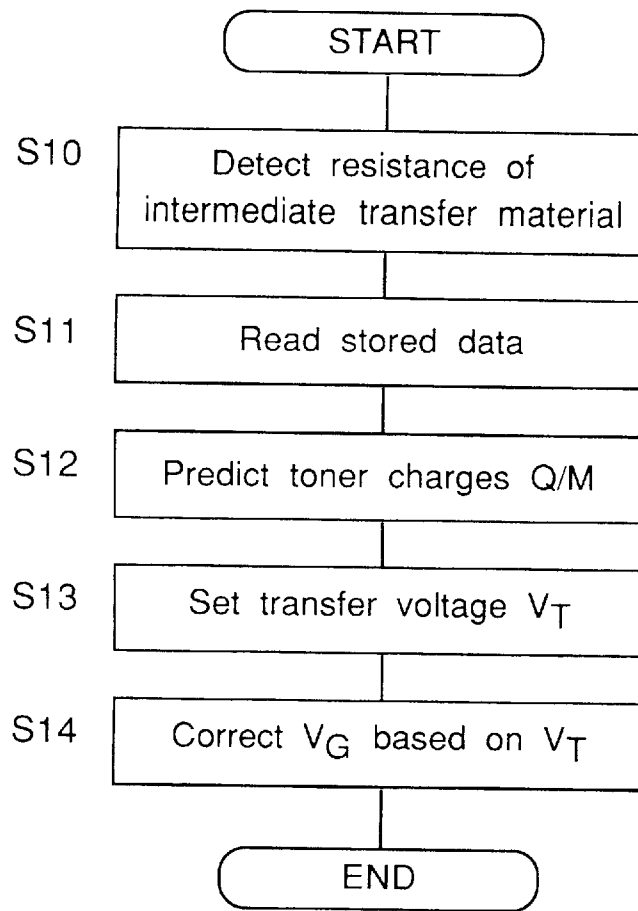 START
S10
Detect resistance of
intermediate transfer material
S11
Read stored data
S12
Predict toner charges Q/M
S13
Set transfer voltage VT
S14
Correct VG based on VT
END